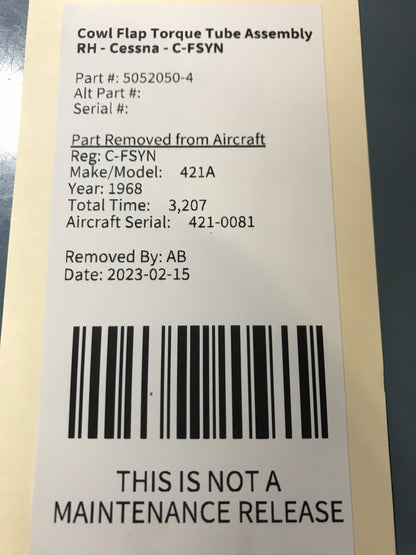 Cowl Flap Torque Tube Assembly
RH - Cessna - C-FSYN
Part #: 5052050-4
Alt Part #:
Serial #:
Part Removed from Aircraft
Reg: C-FSYN
Make/Model: 421A
Year: 1968
Total Time: 3,207
Aircraft Serial: 421-0081
Removed By: AB
Date: 2023-02-15
THIS IS NOT A
MAINTENANCE RELEASE